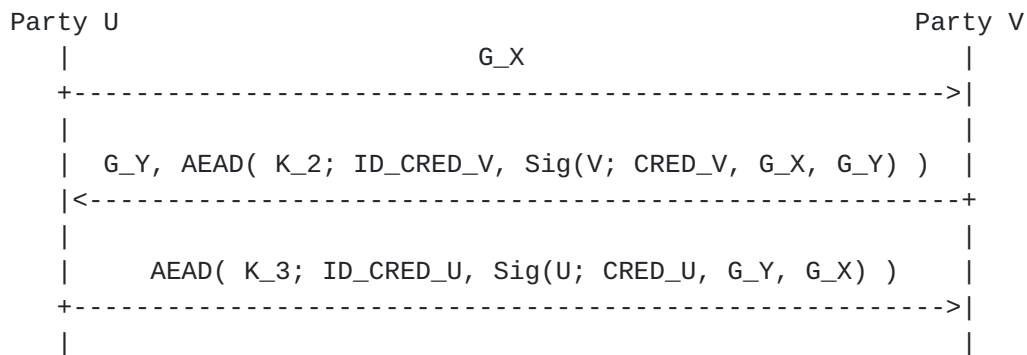 Party U                                                   Party V
|                          G_X                            |
+-------------------------------------------------------->|
|                                                         |
|  G_Y, AEAD( K_2; ID_CRED_V, Sig(V; CRED_V, G_X, G_Y) )  |
|<--------------------------------------------------------+
|                                                         |
|     AEAD( K_3; ID_CRED_U, Sig(U; CRED_U, G_Y, G_X) )    |
+-------------------------------------------------------->|
|                                                         |